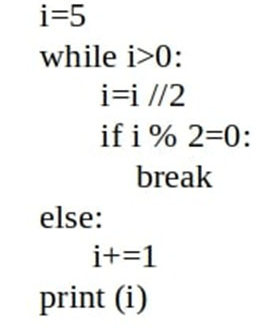 i=5
while i>0:
i=i //2
if i % 2=0:
break
else:
i+=1
print (i)